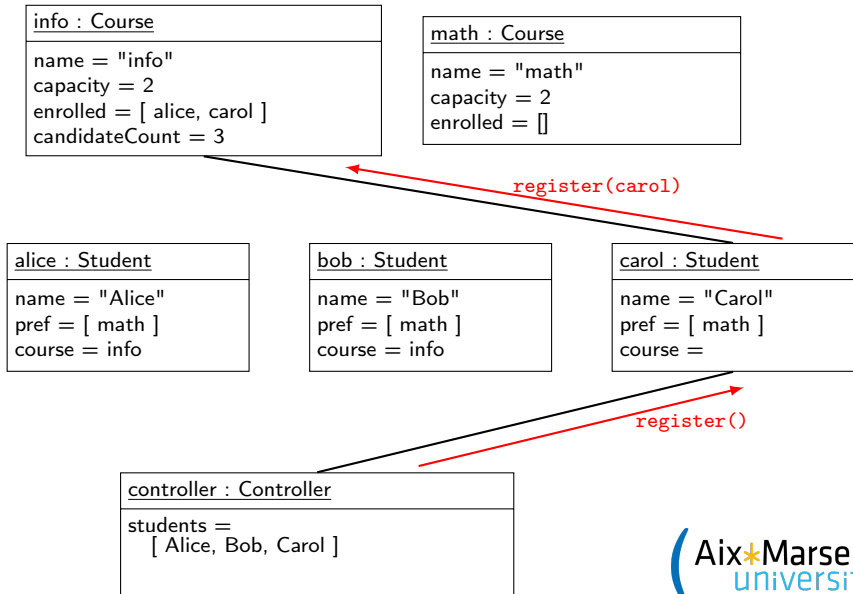 info : Course
name = "info"
capacity = 2
enrolled = [ alice, carol ]
candidateCount = 3
math : Course
name = "math"
capacity = 2
enrolled = []
register(carol)
alice : Student
name = "Alice"
pref = [ math ]
course = info
bob : Student
name = "Bob"
pref = [ math ]
course = info
carol : Student
name = "Carol"
pref = [ math ]
course =
register()
controller : Controller
students =
[ Alice, Bob, Carol ]
Aix*Marse
universit